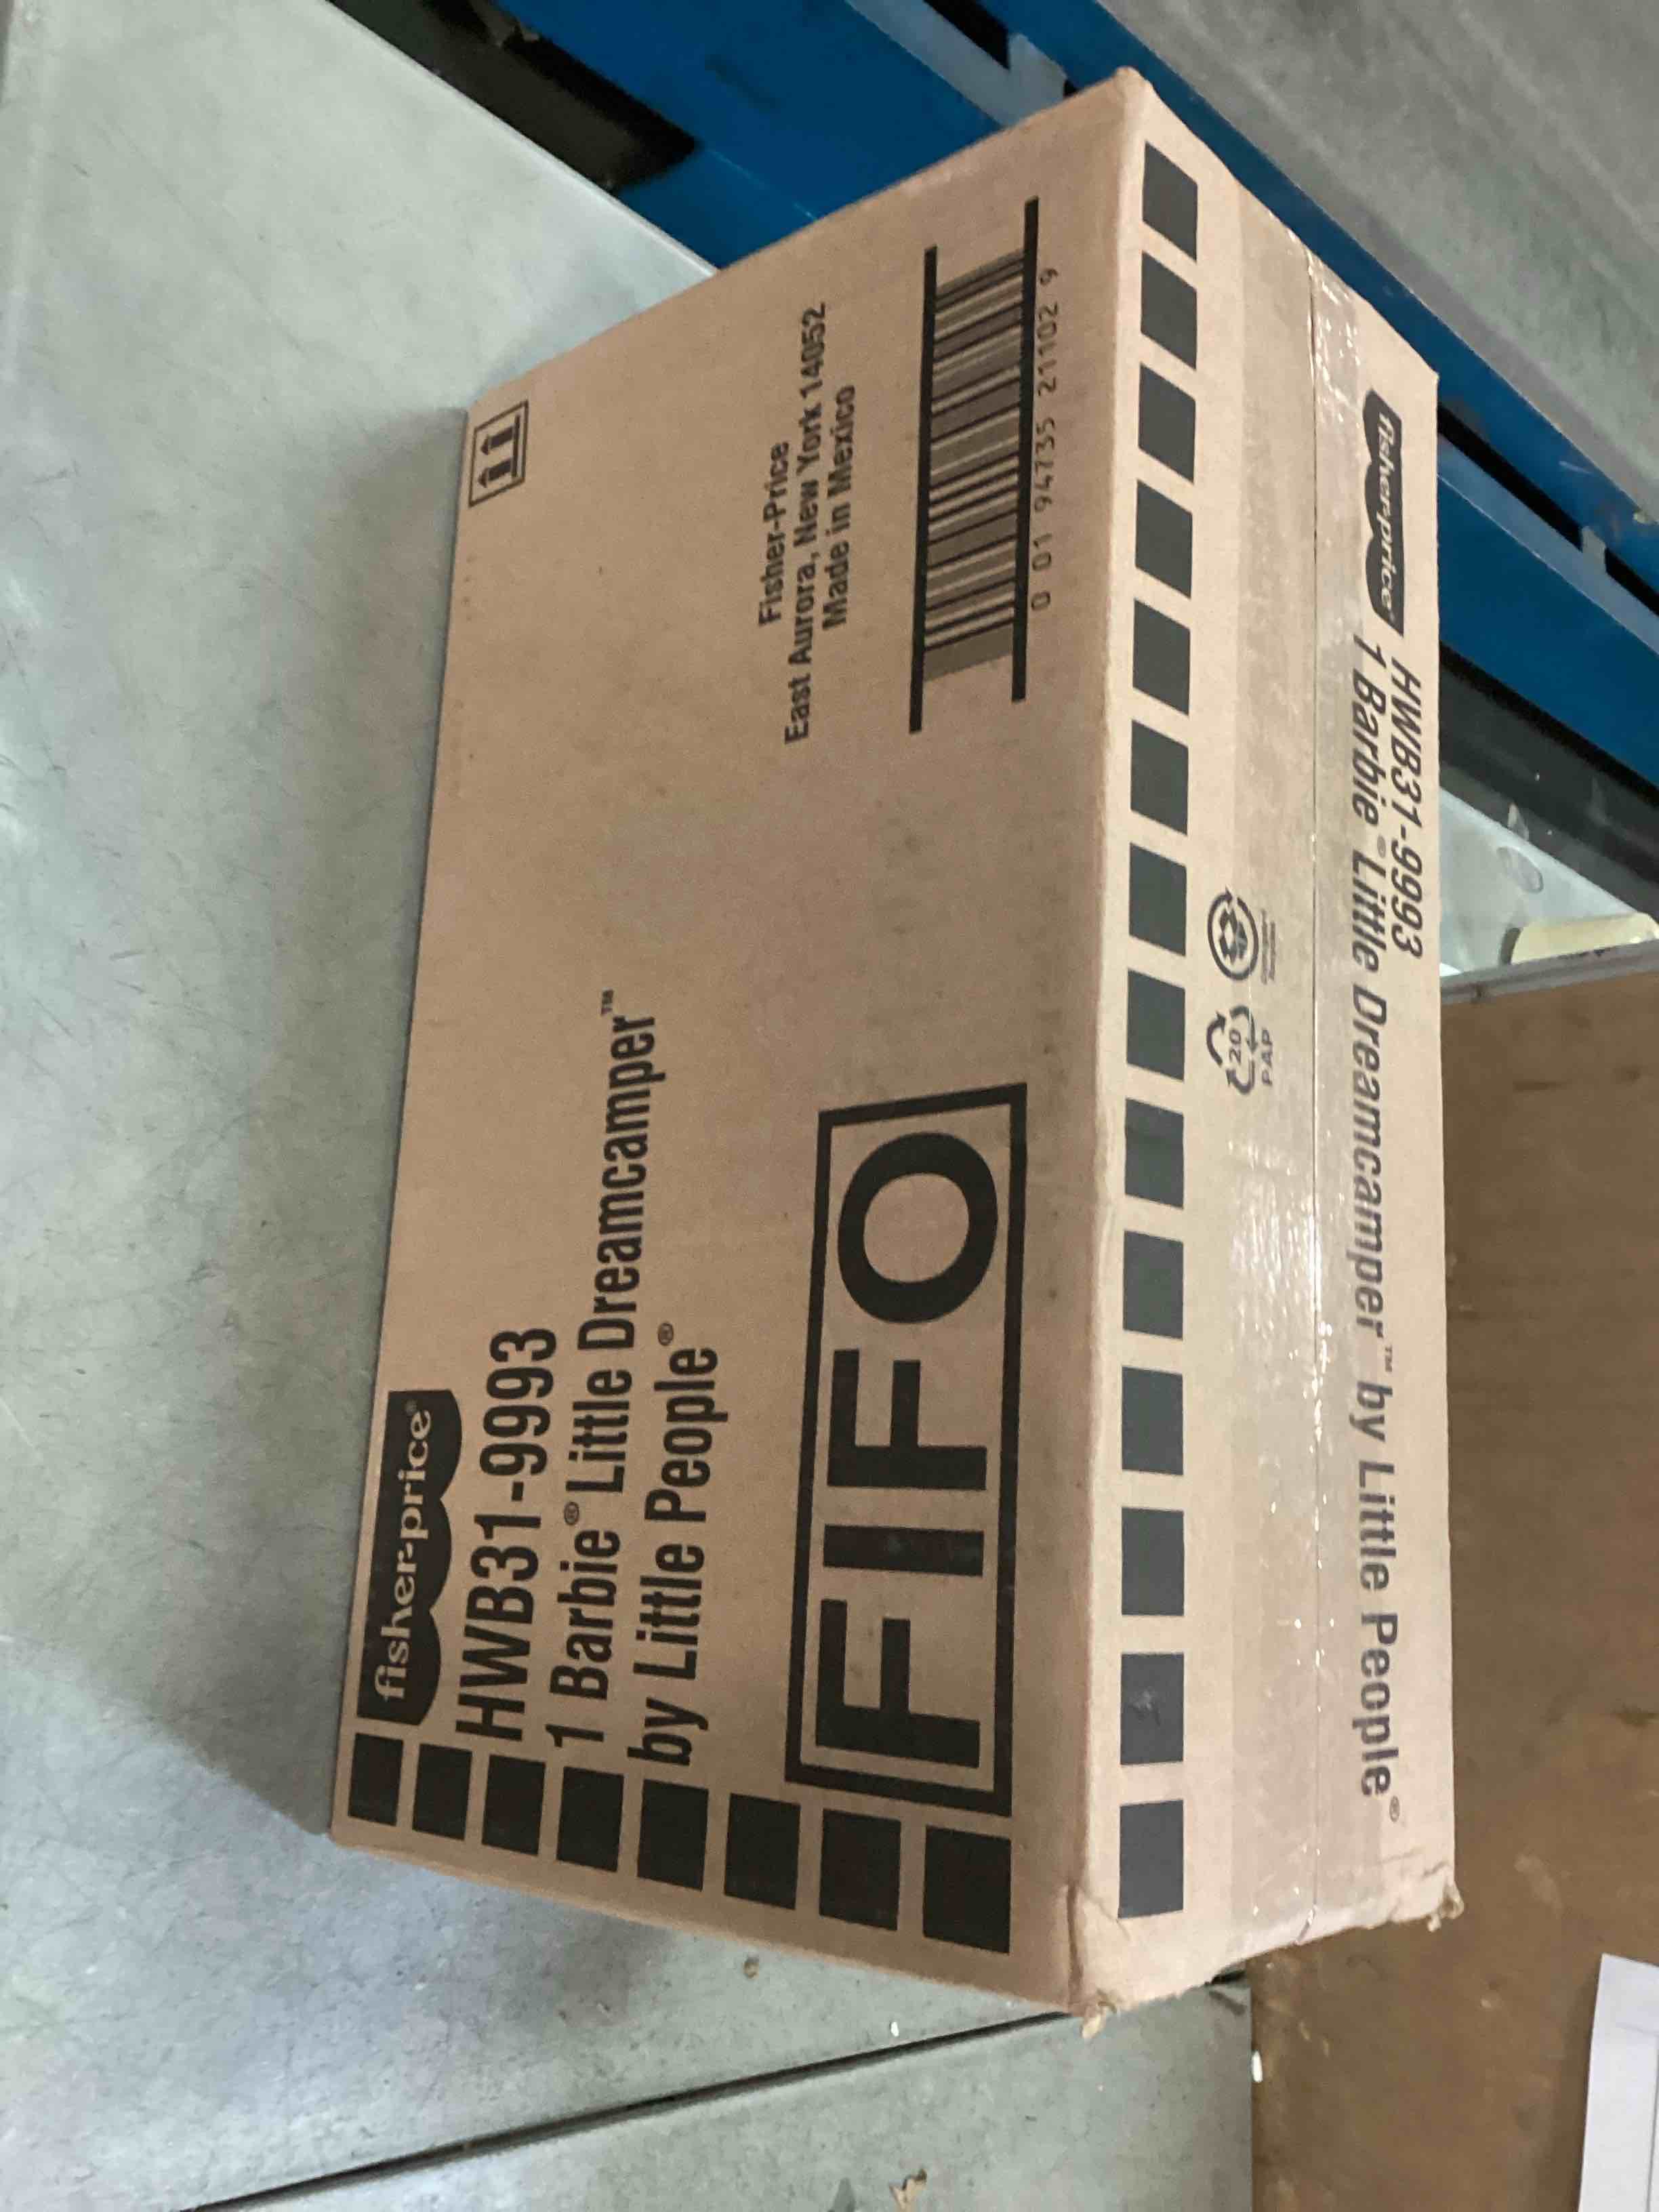 fisher-price®
HWB31-9993
1 Barbie® Little Dreamcamper™
by Little People®
FIFO
Fisher-Price
East Aurora, New York 14052
Made in Mexico
0 01 94735 21102 9
fisher-price
HWB31-9993
1 Barbie® Little Dreamcamper™ by Little People®
20
PAP